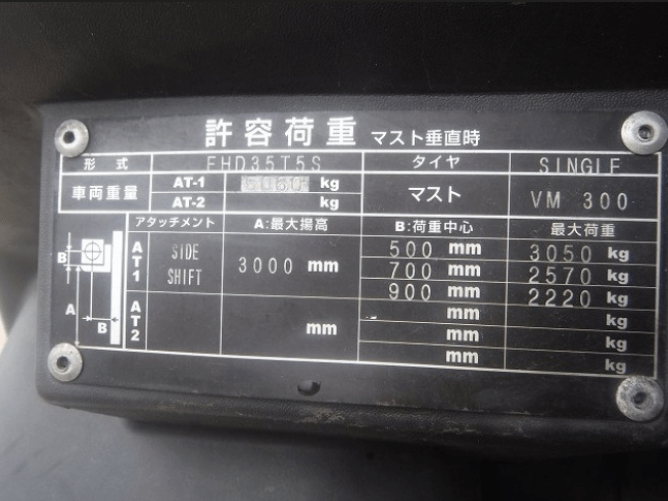 許容荷重 マスト垂直時
形式 FHD35T5S タイヤ SINGLE
車両重量 AT-1 kg マスト VM 300
AT-2 kg
アタッチメント A:最大揚高 B:荷重中心 最大荷重
AT1 SIDE SHIFT 3000 mm 500 mm 3050 kg
700 mm 2570 kg
900 mm 2220 kg
AT2 mm mm kg
mm kg
mm kg
B
A
B